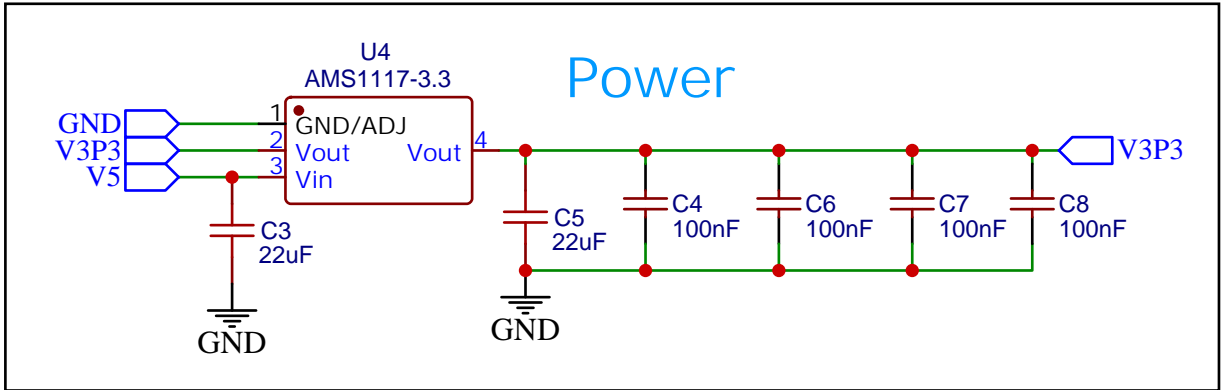 U4
AMS1117-3.3
Power
GND
1
GND/ADJ
V3P3
2
Vout
Vout
4
V3P3
V5
3
Vin
C3
22uF
C5
22uF
C4
100nF
C6
100nF
C7
100nF
C8
100nF
GND
GND